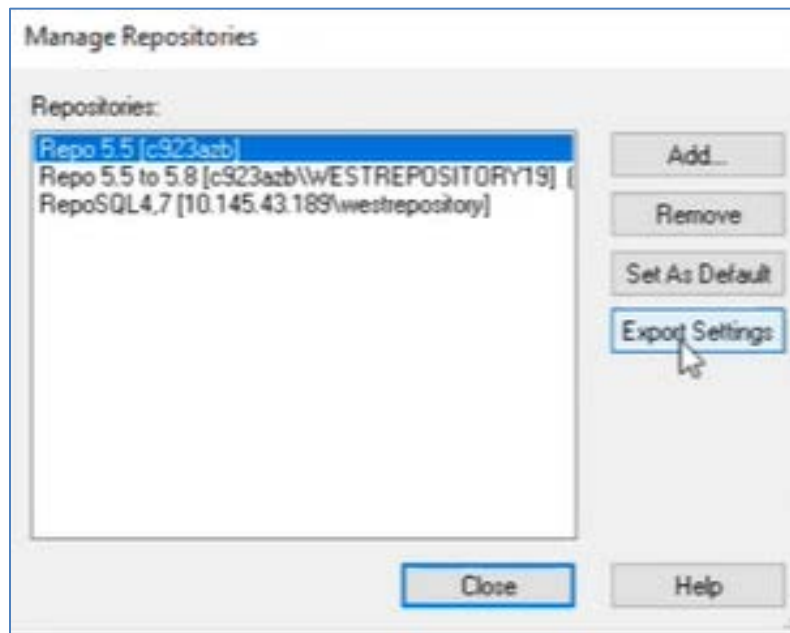 Manage Repositories
Repositories:
Repo 5.5 [c923azb]
Repo 5.5 to 5.8 [c923azb\WESTREPOSITORY19] (
RepoSQL4,7 [10.145.43.189\westrepository]
Add...
Remove
Set As Default
Export Settings
Close
Help